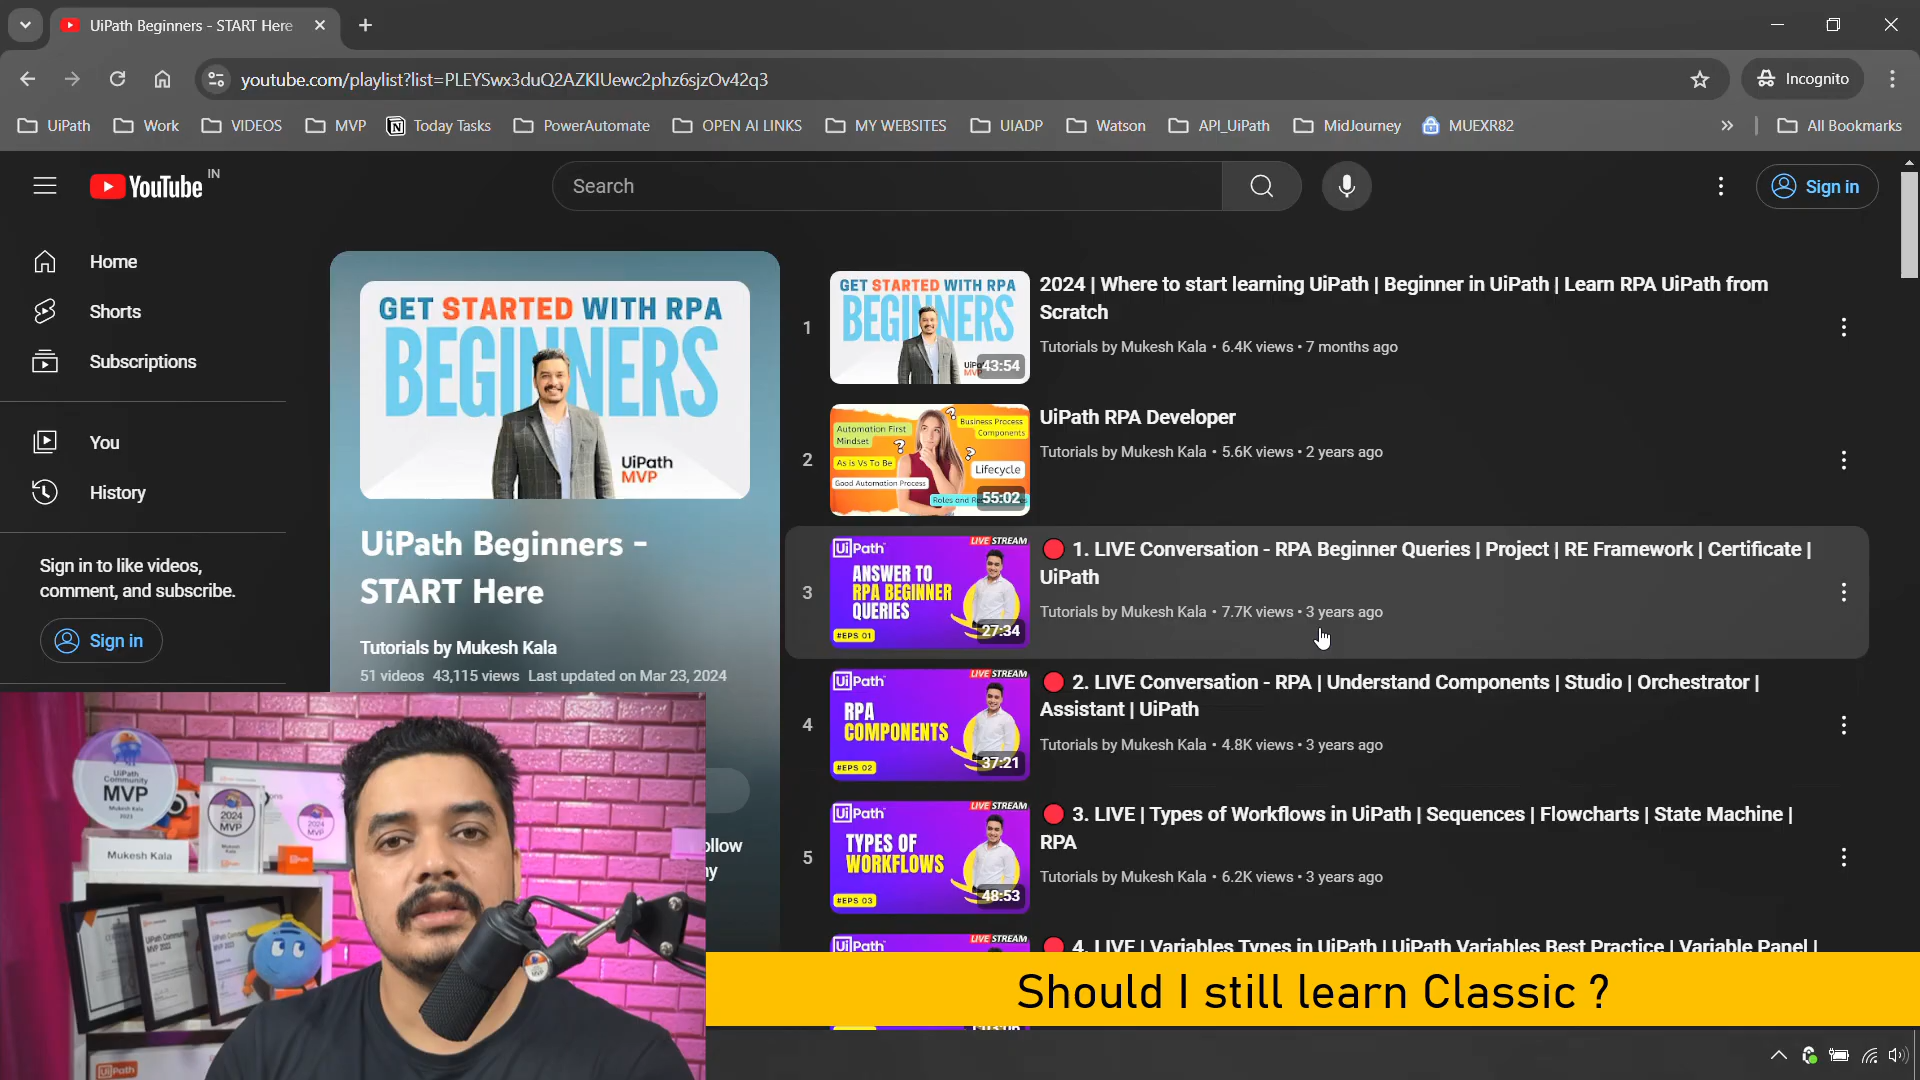 UiPath Beginners - START Here
youtube.com/playlist?list=PLEYSwx3duQ2AZKIUewc2phz6sjzOv42q3
Incognito
UiPath
Work
VIDEOS
MVP
Today Tasks
PowerAutomate
OPEN AI LINKS
MY WEBSITES
UIADP
Watson
API_UiPath
MidJourney
MUEXR82
All Bookmarks
YouTube IN
Search
Sign in
Home
Shorts
Subscriptions
You
History
Sign in to like videos,
comment, and subscribe.
Sign in
GET STARTED WITH RPA
BEGINNERS
UiPath
MVP
UiPath Beginners -
START Here
Tutorials by Mukesh Kala
51 videos 43,115 views Last updated on Mar 23, 2024
ollow
ny
1
GET STARTED WITH RPA
BEGINNERS
43:54
2024 | Where to start learning UiPath | Beginner in UiPath | Learn RPA UiPath from
Scratch
Tutorials by Mukesh Kala • 6.4K views • 7 months ago
2
Automation First
Mindset
Business Process
Components
As is Vs To Be
Lifecycle
Good Automation Process
Roles and
55:02
UiPath RPA Developer
Tutorials by Mukesh Kala • 5.6K views • 2 years ago
3
UiPath
LIVE STREAM
ANSWER TO
RPA BEGINNER
QUERIES
#EPS 01
27:34
1. LIVE Conversation - RPA Beginner Queries | Project | RE Framework | Certificate |
UiPath
Tutorials by Mukesh Kala • 7.7K views • 3 years ago
4
UiPath
LIVE STREAM
RPA
COMPONENTS
#EPS 02
37:21
2. LIVE Conversation - RPA | Understand Components | Studio | Orchestrator |
Assistant | UiPath
Tutorials by Mukesh Kala • 4.8K views • 3 years ago
5
UiPath
LIVE STREAM
TYPES OF
WORKFLOWS
#EPS 03
48:53
3. LIVE | Types of Workflows in UiPath | Sequences | Flowcharts | State Machine |
RPA
Tutorials by Mukesh Kala • 6.2K views • 3 years ago
UiPath
LIVE STREAM
4. LIVE | Variables Types in UiPath | UiPath Variables Best Practice | Variable Panel |
UiPath
Community
MVP
Mukesh Kala
2023
Mukesh Kala
2024
MVP
2024
MVP
UiPath
Should I still learn Classic ?